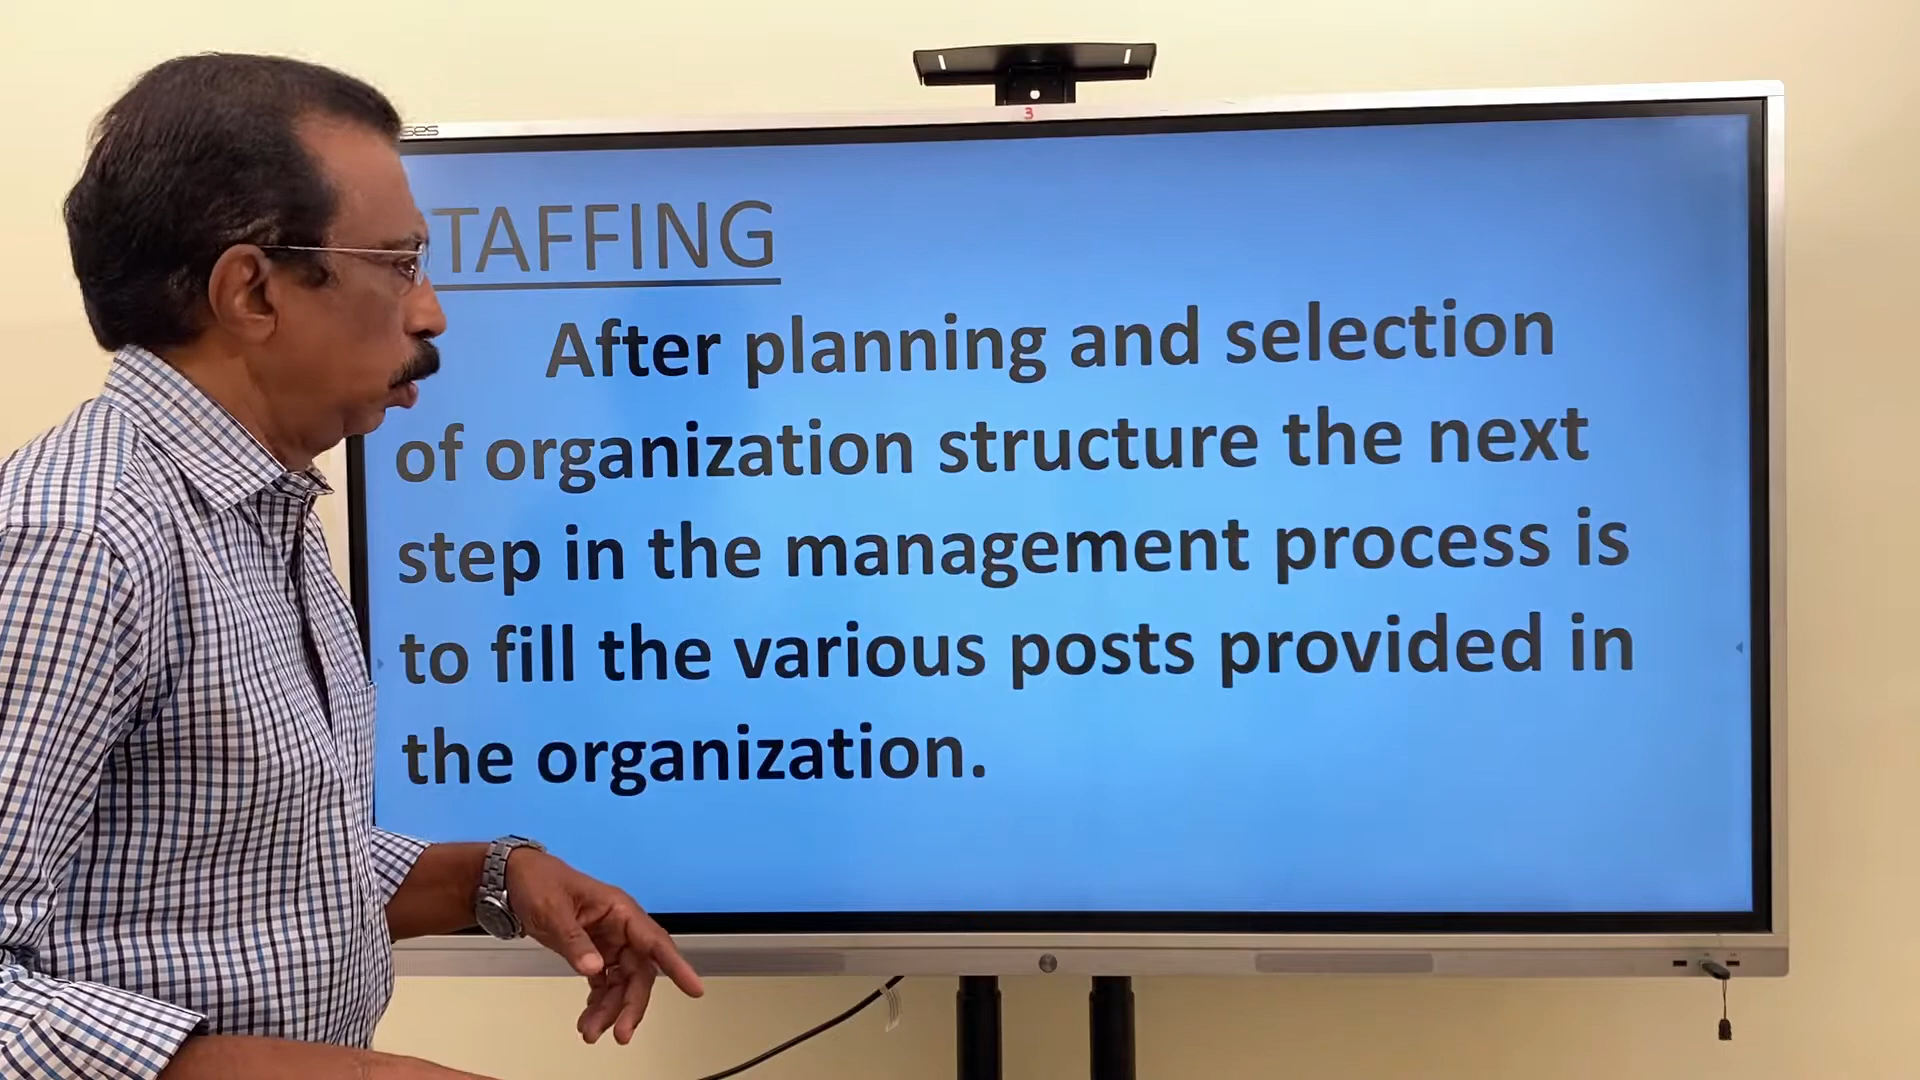 TAFFING
After planning and selection
of organization structure the next
step in the management process is
to fill the various posts provided in
the organization.
3